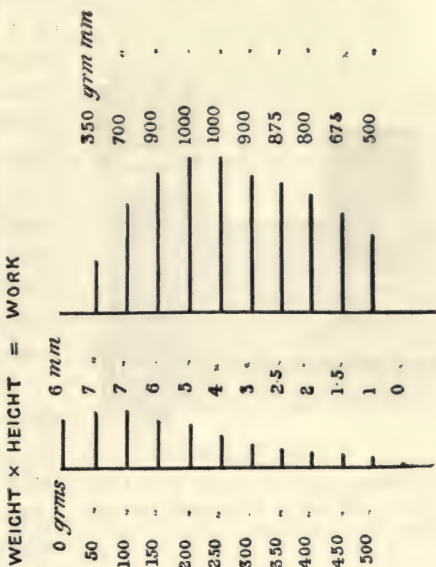 WEIGHT × HEIGHT = WORK
0 grms 6 mm
50 " 7 " 350 grm mm
100 " 7 " 700 "
150 " 6 " 900 "
200 " 5 " 1000 "
250 " 4 " 1000 "
300 " 3 " 900 "
350 " 2·5 " 875 "
400 " 2 " 800 "
450 " 1·5 " 675 "
500 " 1 " 500 "
0 "